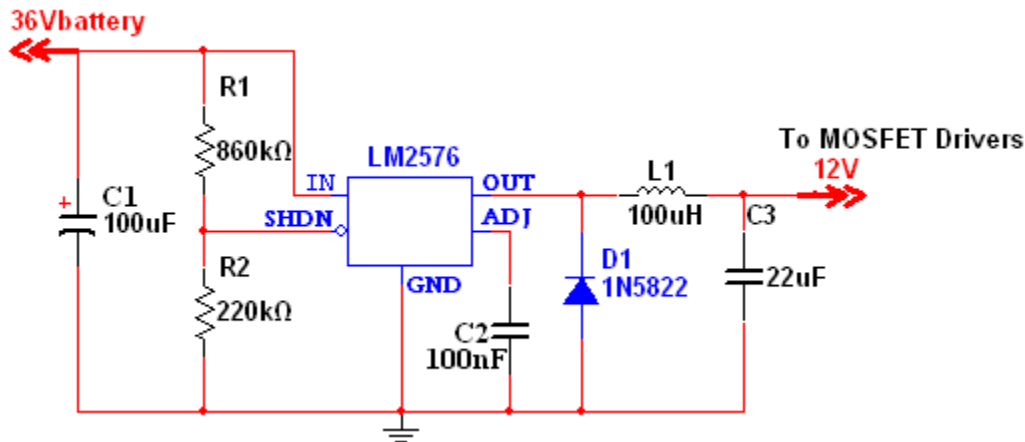 36Vbattery
R1
860kΩ
LM2576
To MOSFET Drivers
12V
IN
OUT
L1
100uH
C1
+
100uF
SHDN
ADJ
C3
R2
220kΩ
GND
D1
1N5822
22uF
C2
100nF